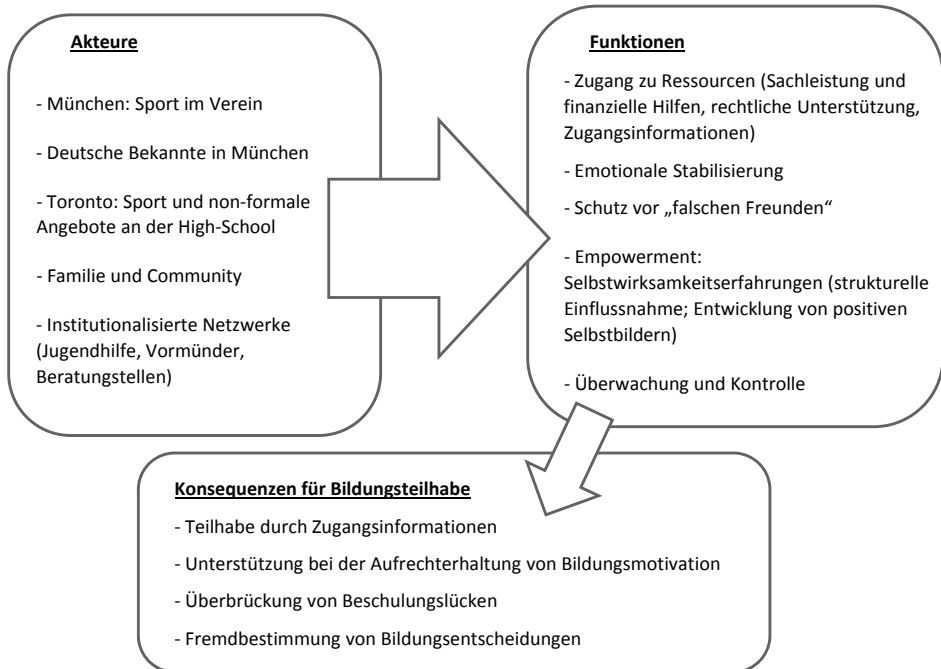 Akteure
- München: Sport im Verein
- Deutsche Bekannte in München
- Toronto: Sport und non-formale
Angebote an der High-School
- Familie und Community
- Institutionalisierte Netzwerke
(Jugendhilfe, Vormünder,
Beratungstellen)
Funktionen
- Zugang zu Ressourcen (Sachleistung und
finanzielle Hilfen, rechtliche Unterstützung,
Zugangsinformationen)
- Emotionale Stabilisierung
- Schutz vor „falschen Freunden“
- Empowerment:
Selbstwirksamkeitserfahrungen (strukturelle
Einflussnahme; Entwicklung von positiven
Selbstbildern)
- Überwachung und Kontrolle
Konsequenzen für Bildungsteilhabe
- Teilhabe durch Zugangsinformationen
- Unterstützung bei der Aufrechterhaltung von Bildungsmotivation
- Überbrückung von Beschulungslücken
- Fremdbestimmung von Bildungsentscheidungen